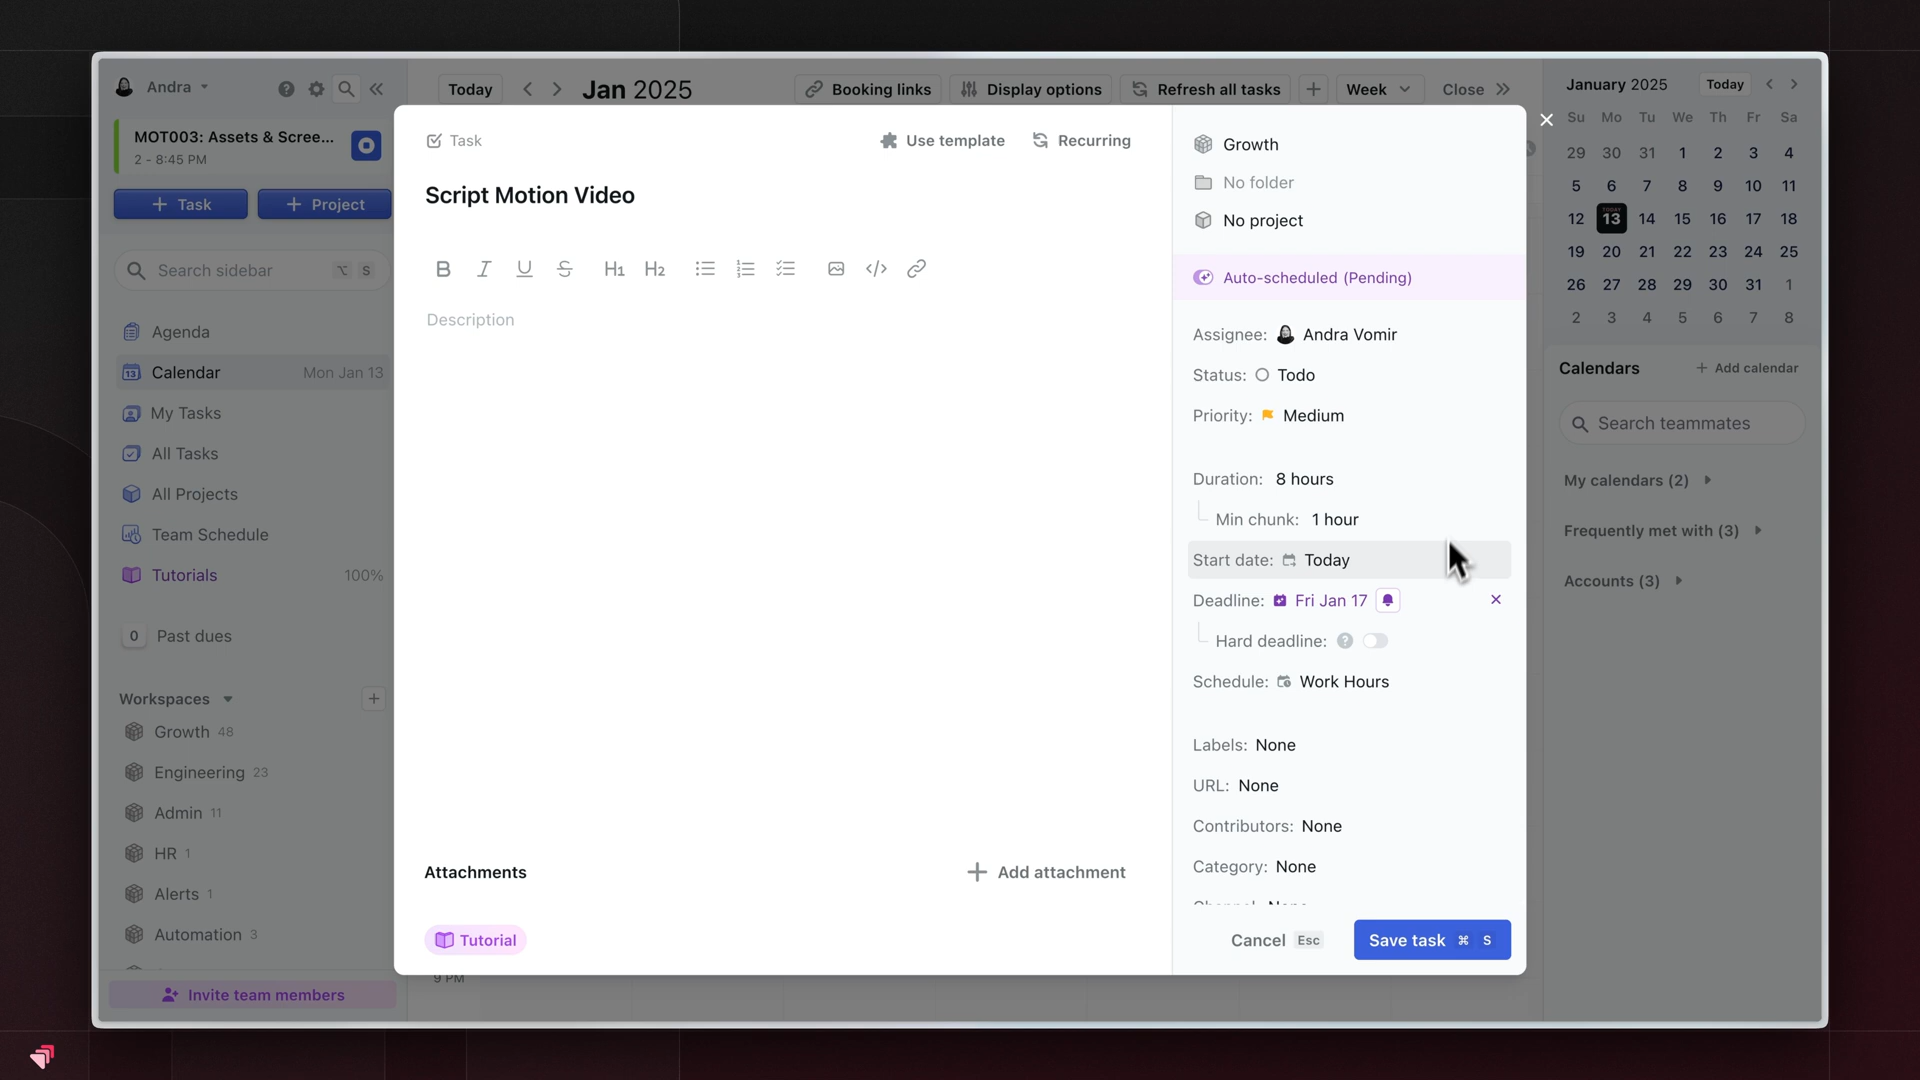 Andra
MOT003: Assets & Scree...
2 - 8:45 PM
Task
Project
Search sidebar
⌥ S
Agenda
Calendar
Mon Jan 13
My Tasks
All Tasks
All Projects
Team Schedule
Tutorials
100%
0 Past dues
Workspaces
Growth 48
Engineering 23
Admin 11
HR 1
Alerts 1
Automation 3
Invite team members
Today
Jan 2025
Booking links
Display options
Refresh all tasks
Week
Close
9 PM
Task
Use template
Recurring
Script Motion Video
B I U S H1 H2
Description
Attachments
Add attachment
Tutorial
Growth
No folder
No project
Auto-scheduled (Pending)
Assignee: Andra Vomir
Status: Todo
Priority: Medium
Duration: 8 hours
Min chunk: 1 hour
Start date: Today
Deadline: Fri Jan 17
Hard deadline:
Schedule: Work Hours
Labels: None
URL: None
Contributors: None
Category: None
Cancel Esc
Save task ⌘ S
January 2025
Today
Su Mo Tu We Th Fr Sa
29 30 31 1 2 3 4
5 6 7 8 9 10 11
12 13 14 15 16 17 18
19 20 21 22 23 24 25
26 27 28 29 30 31 1
2 3 4 5 6 7 8
Calendars
Add calendar
Search teammates
My calendars (2)
Frequently met with (3)
Accounts (3)